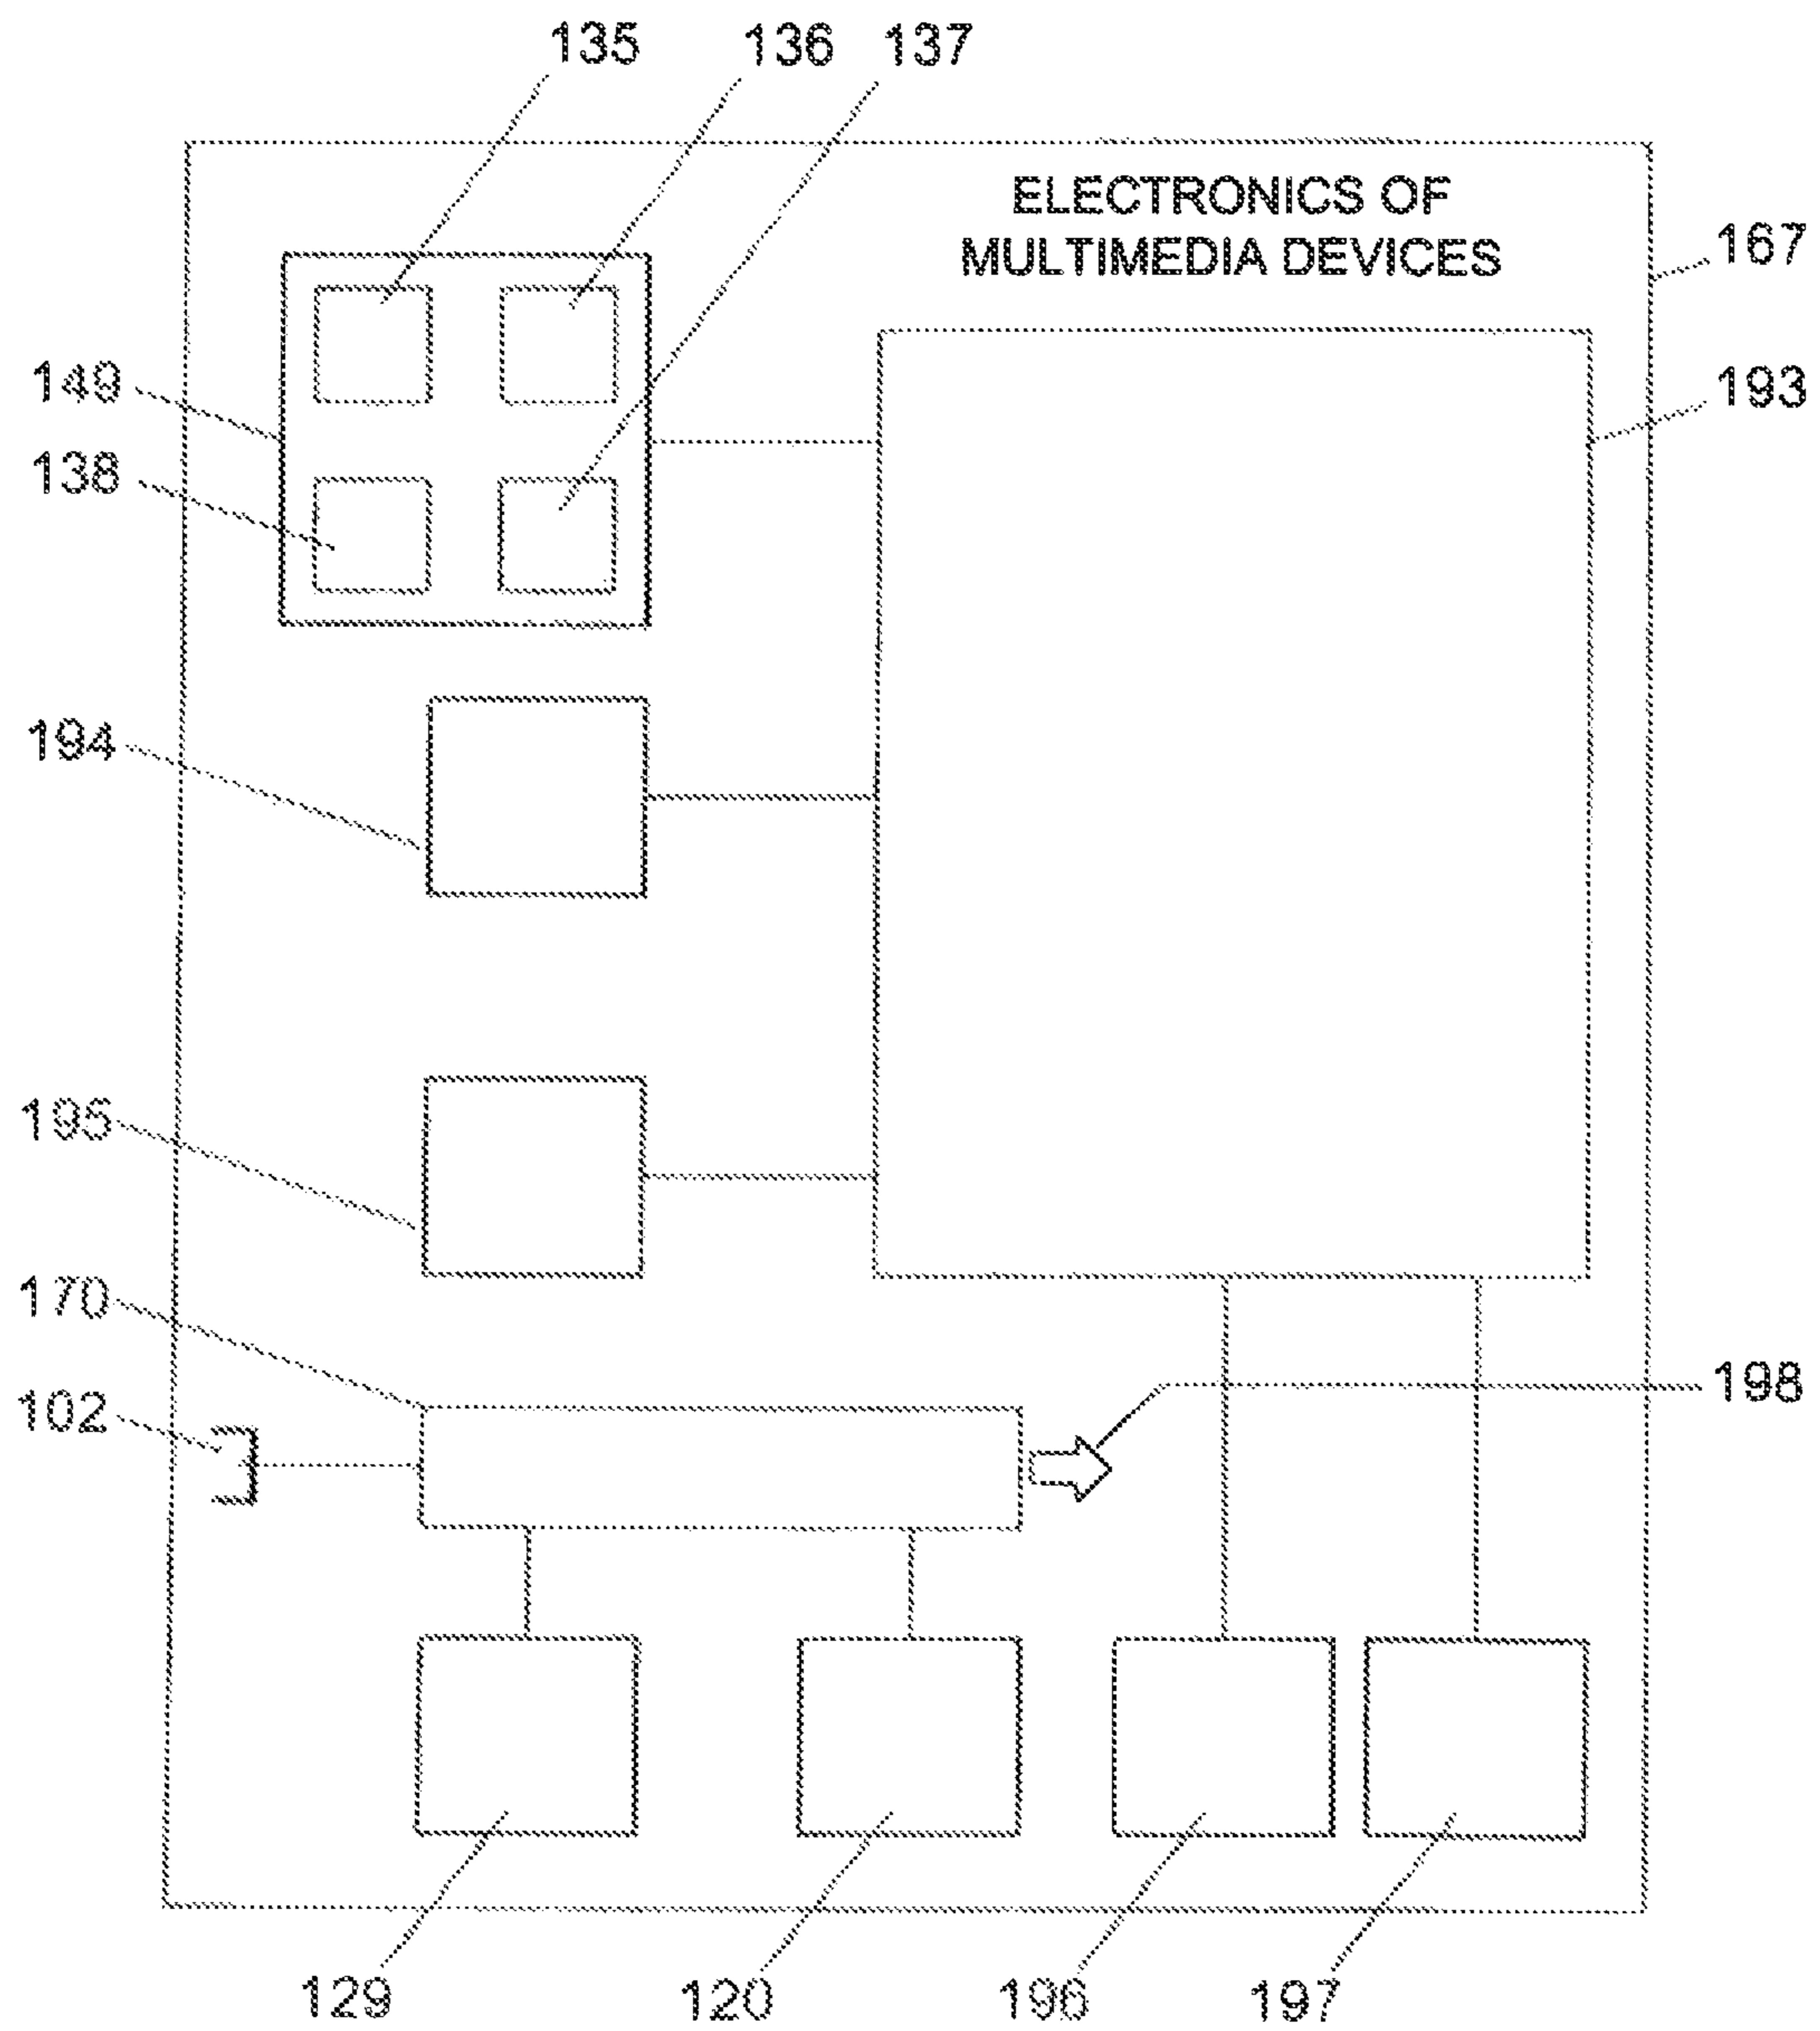 135 136 137
ELECTRONICS OF
MULTIMEDIA DEVICES
167
149
193
138
194
195
170
198
102
129 120 196 197